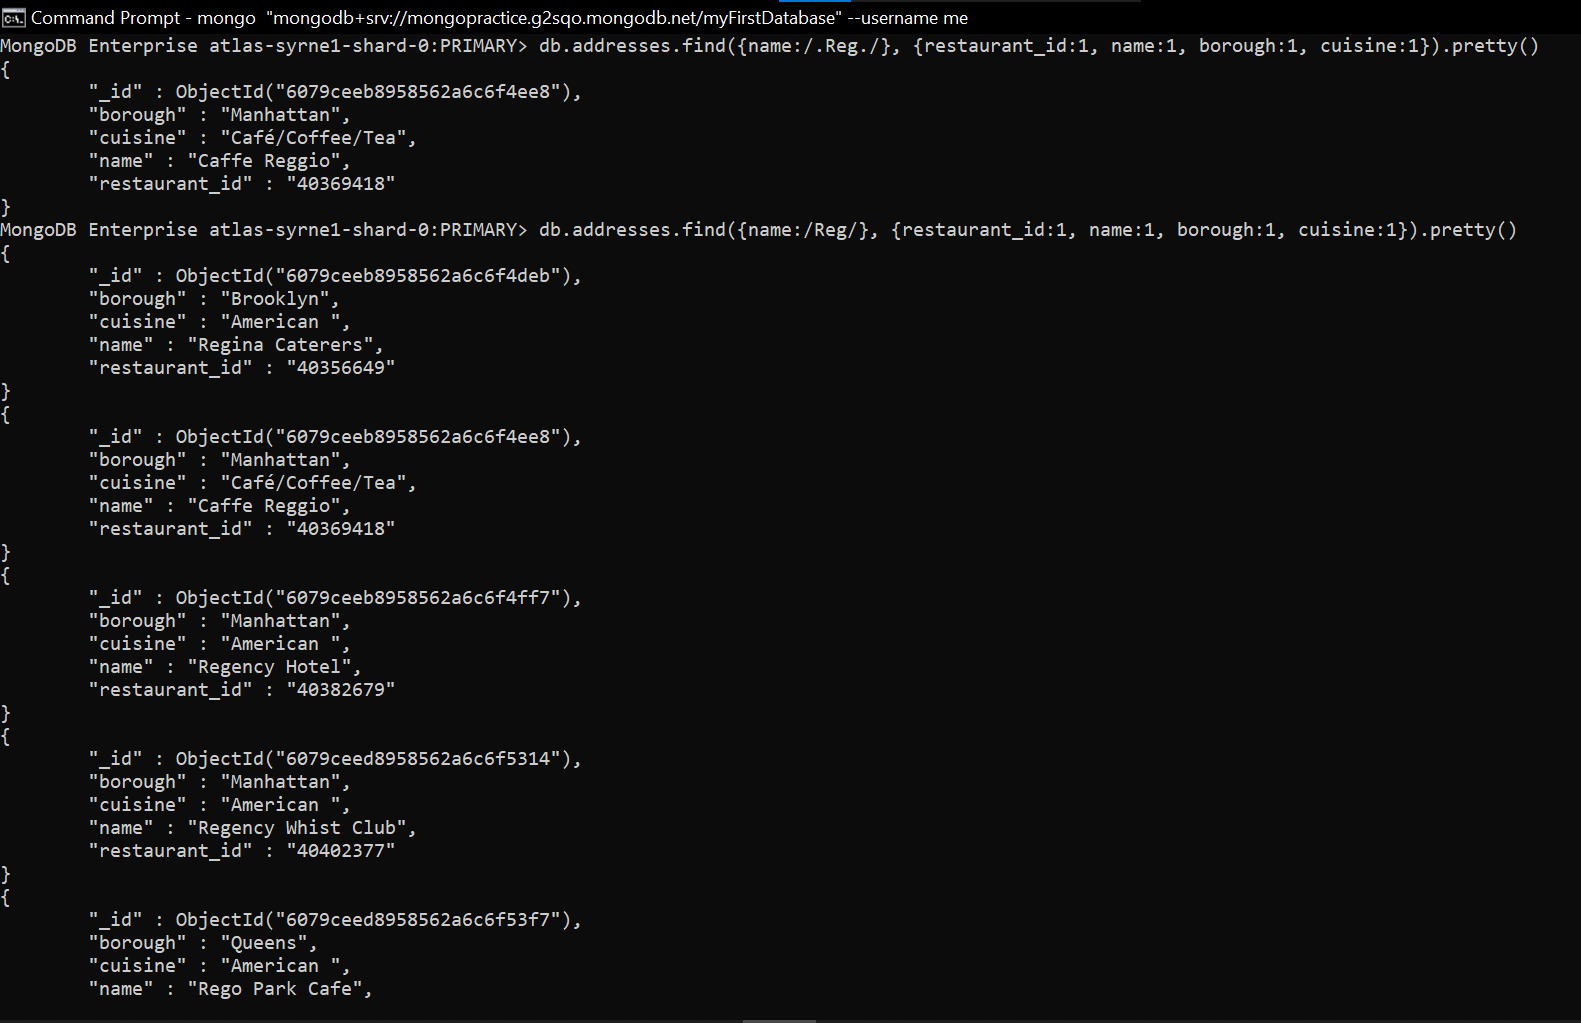 Command Prompt - mongo "mongodb+srv://mongopractice.g2sqo.mongodb.net/myFirstDatabase" --username me
MongoDB Enterprise atlas-syrne1-shard-0:PRIMARY> db.addresses.find({name:/.Reg./}, {restaurant_id:1, name:1, borough:1, cuisine:1}).pretty()
{
"_id" : ObjectId("6079ceeb8958562a6c6f4ee8"),
"borough" : "Manhattan",
"cuisine" : "Café/Coffee/Tea",
"name" : "Caffe Reggio",
"restaurant_id" : "40369418"
}
MongoDB Enterprise atlas-syrne1-shard-0:PRIMARY> db.addresses.find({name:/Reg/}, {restaurant_id:1, name:1, borough:1, cuisine:1}).pretty()
{
"_id" : ObjectId("6079ceeb8958562a6c6f4deb"),
"borough" : "Brooklyn",
"cuisine" : "American ",
"name" : "Regina Caterers",
"restaurant_id" : "40356649"
}
{
"_id" : ObjectId("6079ceeb8958562a6c6f4ee8"),
"borough" : "Manhattan",
"cuisine" : "Café/Coffee/Tea",
"name" : "Caffe Reggio",
"restaurant_id" : "40369418"
}
{
"_id" : ObjectId("6079ceeb8958562a6c6f4ff7"),
"borough" : "Manhattan",
"cuisine" : "American ",
"name" : "Regency Hotel",
"restaurant_id" : "40382679"
}
{
"_id" : ObjectId("6079ceed8958562a6c6f5314"),
"borough" : "Manhattan",
"cuisine" : "American ",
"name" : "Regency Whist Club",
"restaurant_id" : "40402377"
}
{
"_id" : ObjectId("6079ceed8958562a6c6f53f7"),
"borough" : "Queens",
"cuisine" : "American ",
"name" : "Rego Park Cafe",